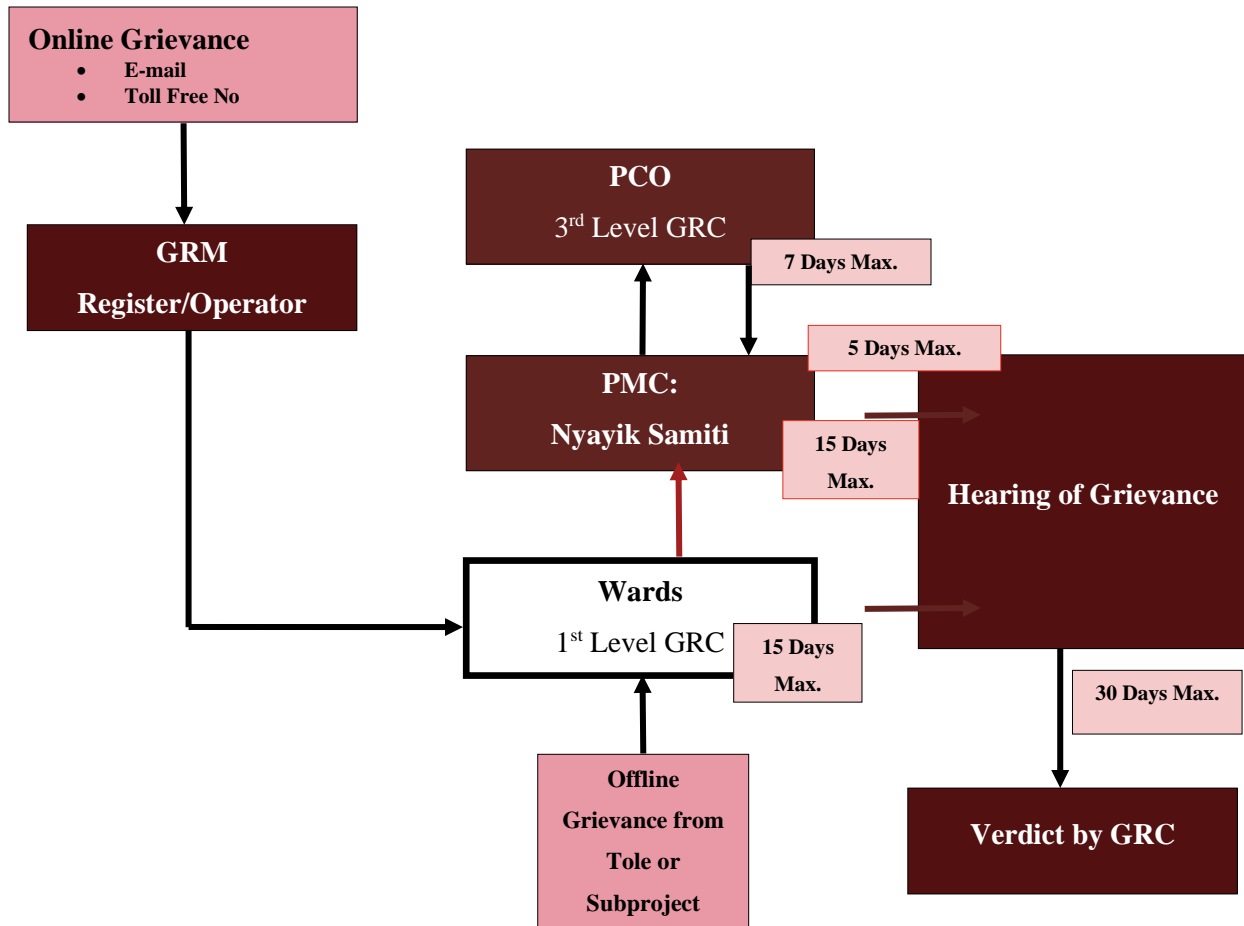 Online Grievance
• E-mail
• Toll Free No
PCO
3rd Level GRC
7 Days Max.
GRM
Register/Operator
5 Days Max.
PMC:
Nyayik Samiti
15 Days
Max.
Hearing of Grievance
Wards
1st Level GRC
15 Days
Max.
30 Days Max.
Offline
Grievance from
Tole or
Subproject
Verdict by GRC